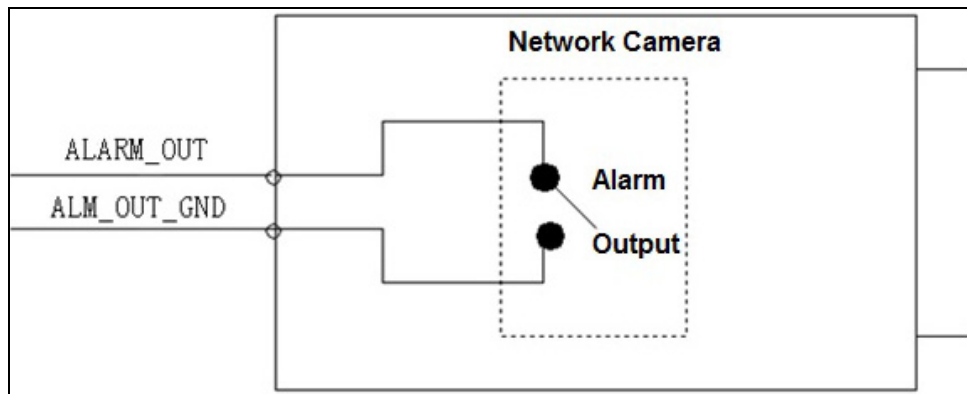 Network Camera
ALARM_OUT
Alarm
ALM_OUT_GND
Output